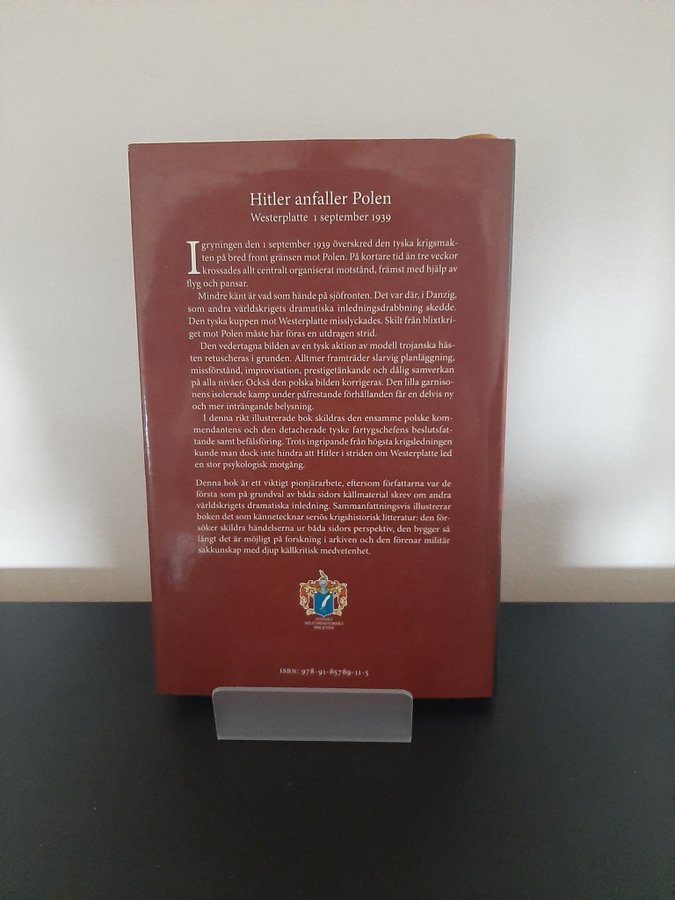 Hitler anfaller Polen
Westerplatte 1 september 1939
I gryningen den 1 september 1939 överskred den tyska krigsmak-
ten på bred front gränsen mot Polen. På kortare tid än tre veckor
krossades allt centralt organiserat motstånd, främst med hjälp av
flyg och pansar.
Mindre känt är vad som hände på sjöfronten. Det var där, i Danzig,
som andra världskrigets dramatiska inledningsdrabbning skedde.
Den tyska kuppen mot Westerplatte misslyckades. Skilt från blixtkri-
get mot Polen måste här föras en utdragen strid.
Den vedertagna bilden av en tysk aktion av modell trojanska häs-
ten retuscheras i grunden. Alltmer framträder slarvig planläggning,
missförstånd, improvisation, prestigetänkande och dålig samverkan
på alla nivåer. Också den polska bilden korrigeras. Den lilla garniso-
nens isolerade kamp under påfrestande förhållanden får en delvis ny
och mer inträngande belysning.
I denna rikt illustrerade bok skildras den ensamme polske kom-
mendantens och den detacherade tyske fartygschefens beslutsfat-
tande samt befälsföring. Trots ingripande från högsta krigsledningen
kunde man dock inte hindra att Hitler i striden om Westerplatte led
en stor psykologisk motgång.
Denna bok är ett viktigt pionjärarbete, eftersom författarna var de
första som på grundval av båda sidors källmaterial skrev om andra
världskrigets dramatiska inledning. Sammanfattningsvis illustrerar
boken det som kännetecknar seriös krigshistorisk litteratur: den för-
söker skildra händelserna ur båda sidors perspektiv, den bygger så
långt det är möjligt på forskning i arkiven och den förenar militär
sakkunskap med djup källkritisk medvetenhet.
SVENSKT
MILITÄRHISTORISKT
BIBLIOTEK
ISBN: 978-91-85789-11-5